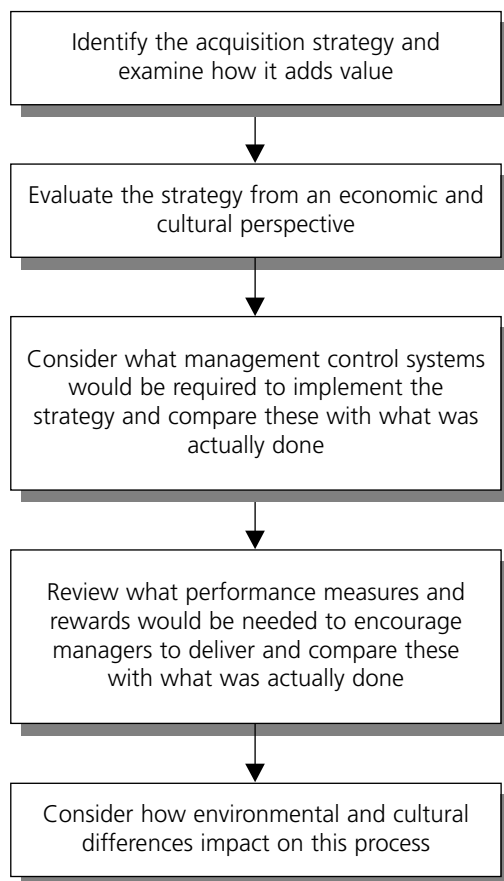 Identify the acquisition strategy and
examine how it adds value
Evaluate the strategy from an economic and
cultural perspective
Consider what management control systems
would be required to implement the
strategy and compare these with what was
actually done
Review what performance measures and
rewards would be needed to encourage
managers to deliver and compare these
with what was actually done
Consider how environmental and cultural
differences impact on this process